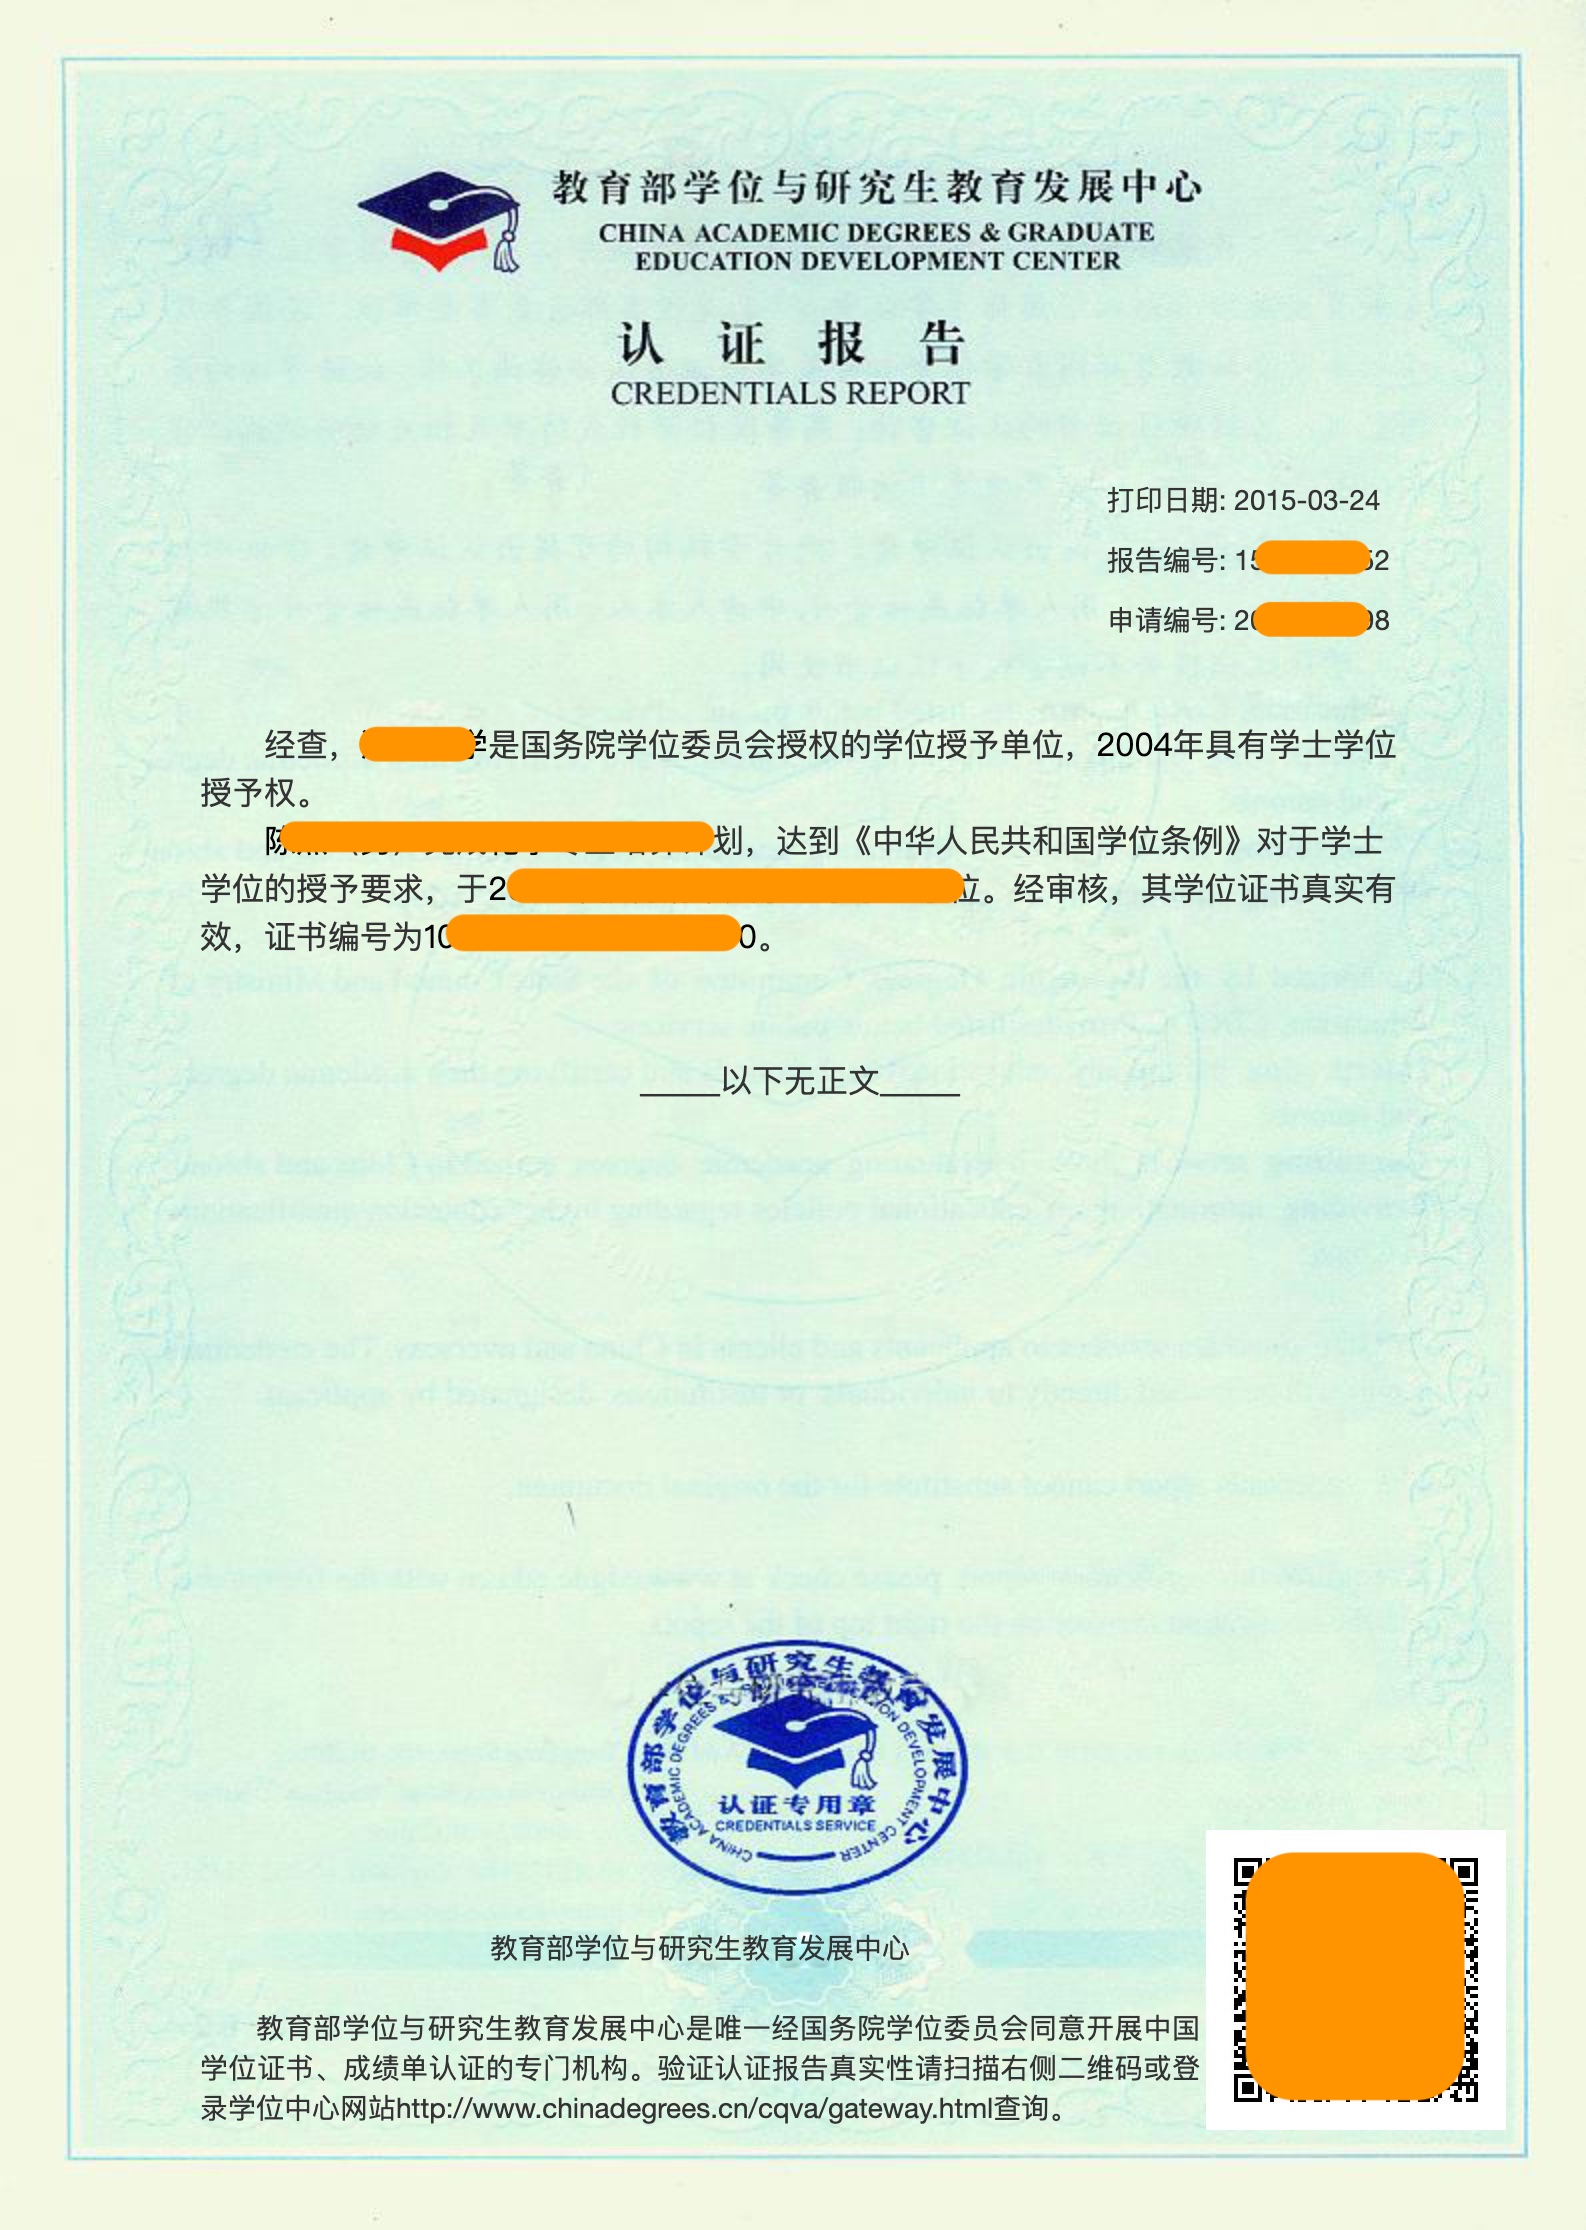 教育部学位与研究生教育发展中心
CHINA ACADEMIC DEGREES & GRADUATE
EDUCATION DEVELOPMENT CENTER
认 证 报 告
CREDENTIALS REPORT
打印日期: 2015-03-24
报告编号: 15 52
申请编号: 20 98
经查，学是国务院学位委员会授权的学位授予单位，2004年具有学士学位
授予权。
陈 划，达到《中华人民共和国学位条例》对于学士
学位的授予要求，于2 位。经审核，其学位证书真实有
效，证书编号为10 0。
_____以下无正文_____
教育部学位与研究生教育发展中心
CHINA ACADEMIC DEGREES & GRADUATE EDUCATION DEVELOPMENT CENTER
认证专用章
CREDENTIALS SERVICE
教育部学位与研究生教育发展中心
教育部学位与研究生教育发展中心是唯一经国务院学位委员会同意开展中国
学位证书、成绩单认证的专门机构。验证认证报告真实性请扫描右侧二维码或登
录学位中心网站http://www.chinadegrees.cn/cqva/gateway.html查询。